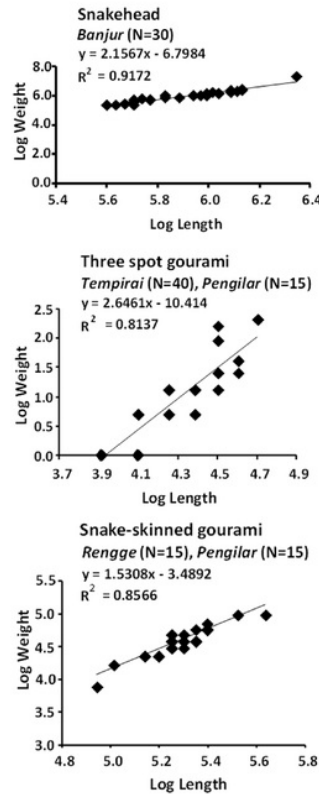 Snakehead
Banjur (N=30)
y = 2.1567x - 6.7984
R² = 0.9172
Log Weight
8.0
6.0
4.0
2.0
0.0
5.4 5.6 5.8 6.0 6.2 6.4
Log Length
Three spot gourami
Tempirai (N=40), Pengilar (N=15)
y = 2.6461x - 10.414
R² = 0.8137
Log Weight
2.5
2.0
1.5
1.0
0.5
0.0
3.7 3.9 4.1 4.3 4.5 4.7 4.9
Log Length
Snake-skinned gourami
Rengge (N=15), Pengilar (N=15)
y = 1.5308x - 3.4892
R² = 0.8566
Log Weight
5.5
5.0
4.5
4.0
3.5
3.0
4.8 5.0 5.2 5.4 5.6 5.8
Log Length